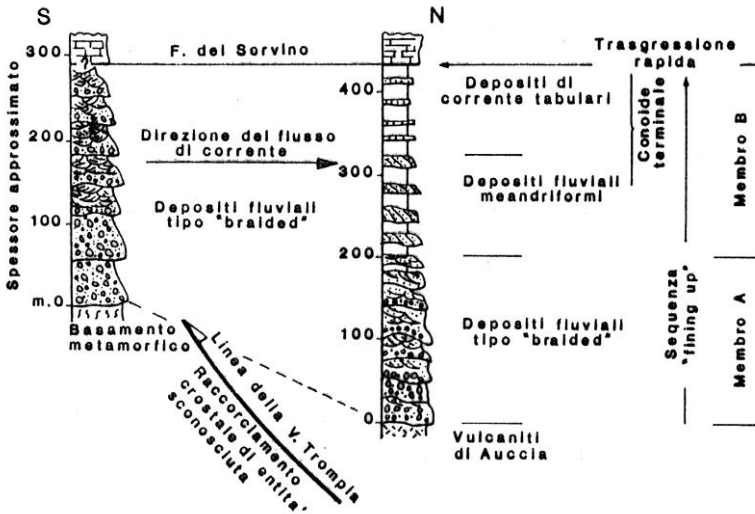 S
N
F. del Servino
Spessore approssimato
300
200
100
m.0
Direzione del flusso
di corrente
Depositi fluviali
tipo "braided"
Basamento
metamorfico
Linea della V. Trompia
Raccorciamento
crostale di entita'
sconosciuta
400
300
200
100
0
Trasgressione
rapida
Depositi di
corrente tabulari
Depositi fluviali
meandriformi
Conoide
terminale
Membro B
Depositi fluviali
tipo "braided"
Sequenza
"fining up"
Membro A
Vulcaniti
di Auccia